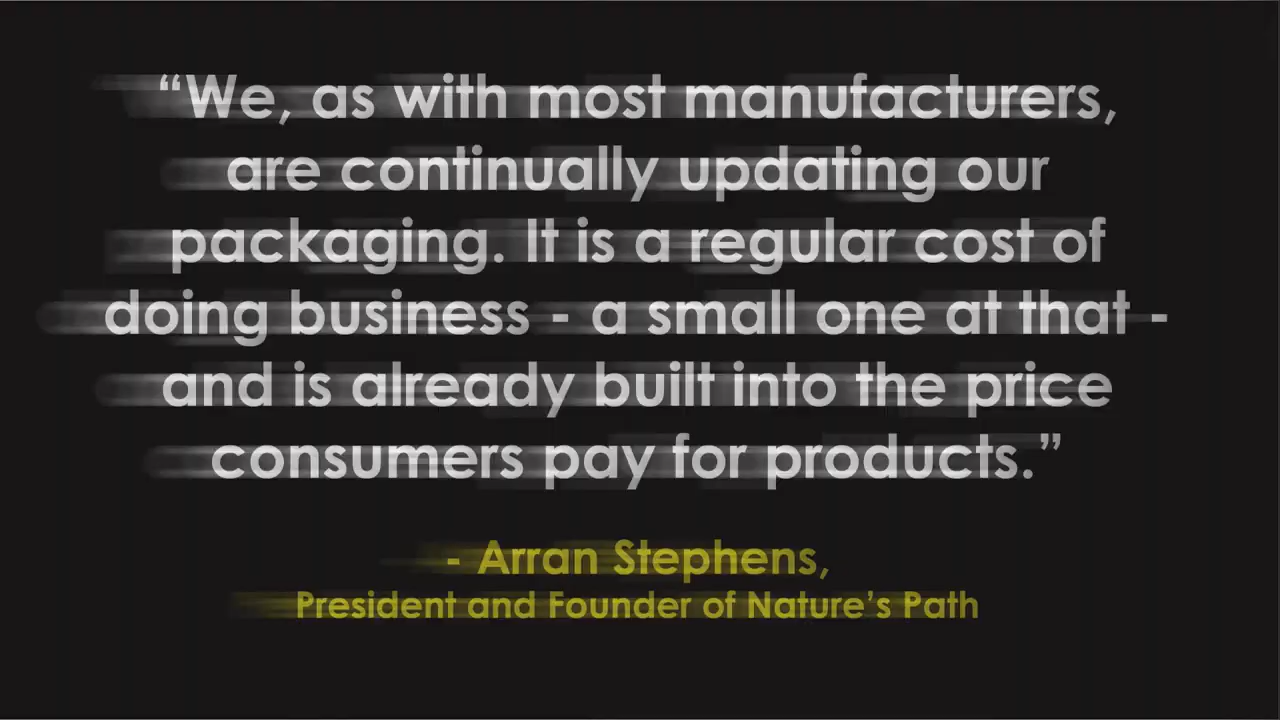 “We, as with most manufacturers,
are continually updating our
packaging. It is a regular cost of
doing business - a small one at that -
and is already built into the price
consumers pay for products.”
- Arran Stephens,
President and Founder of Nature’s Path